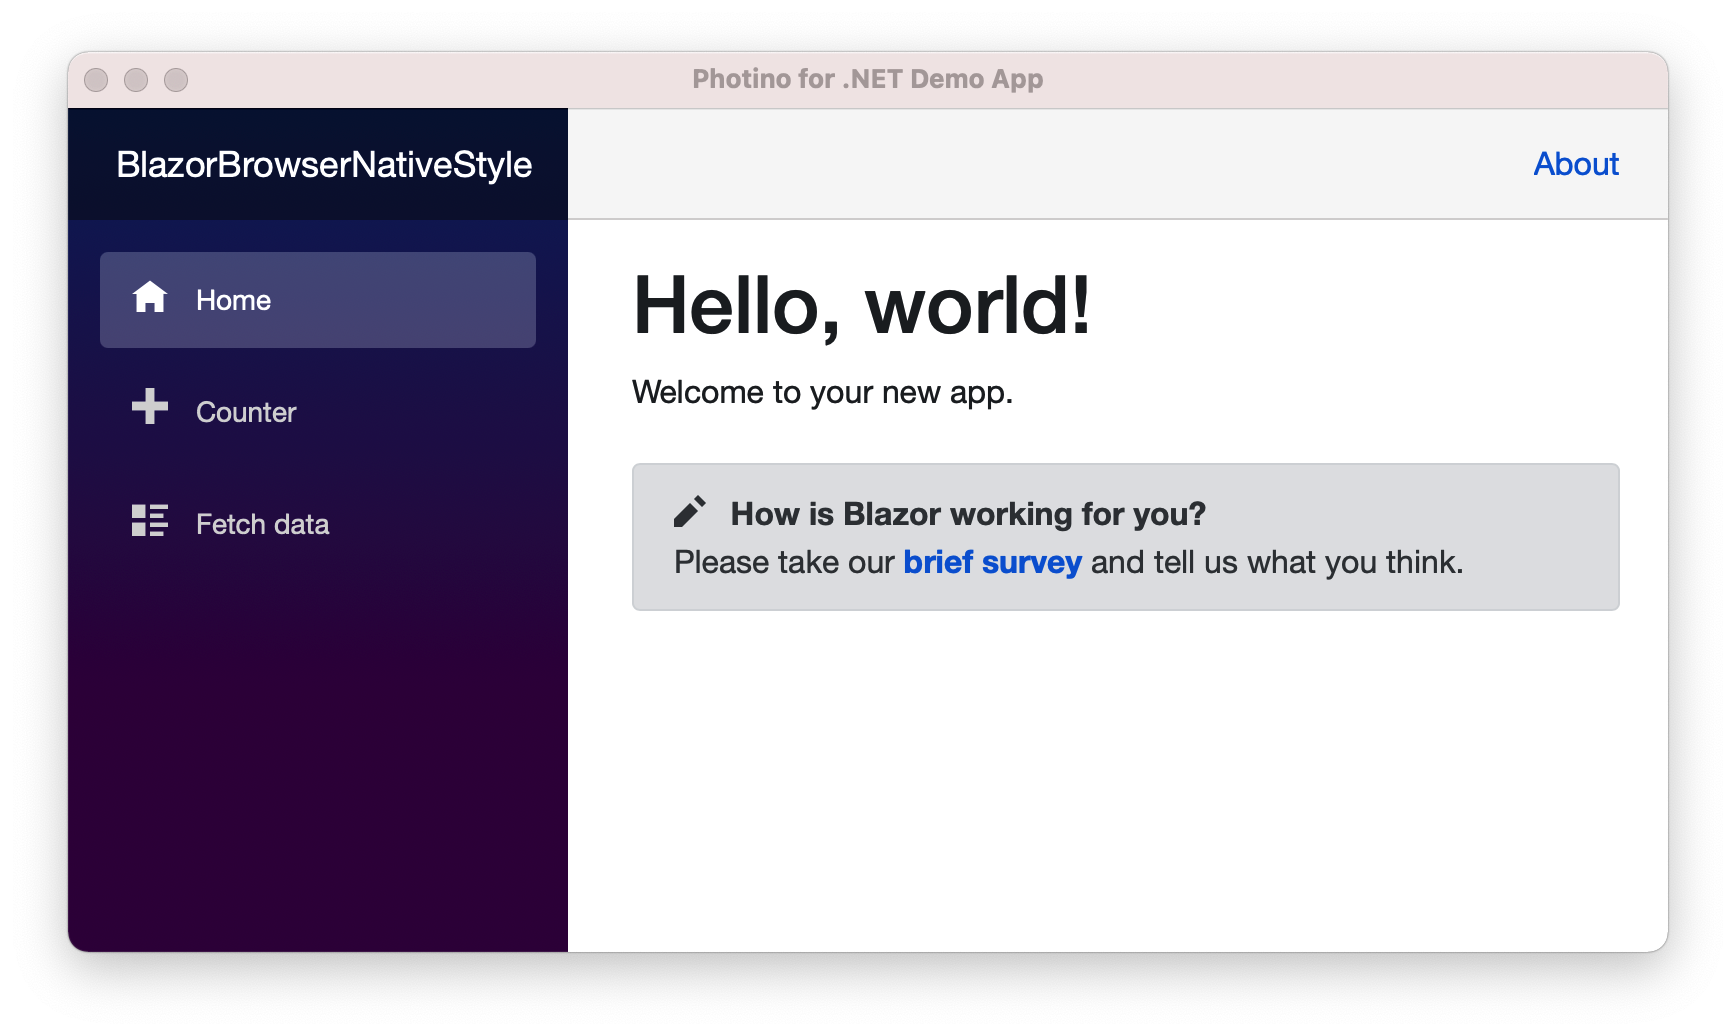 Photino for .NET Demo App
BlazorBrowserNativeStyle
About
Home
Counter
Fetch data
Hello, world!
Welcome to your new app.
How is Blazor working for you?
Please take our brief survey and tell us what you think.